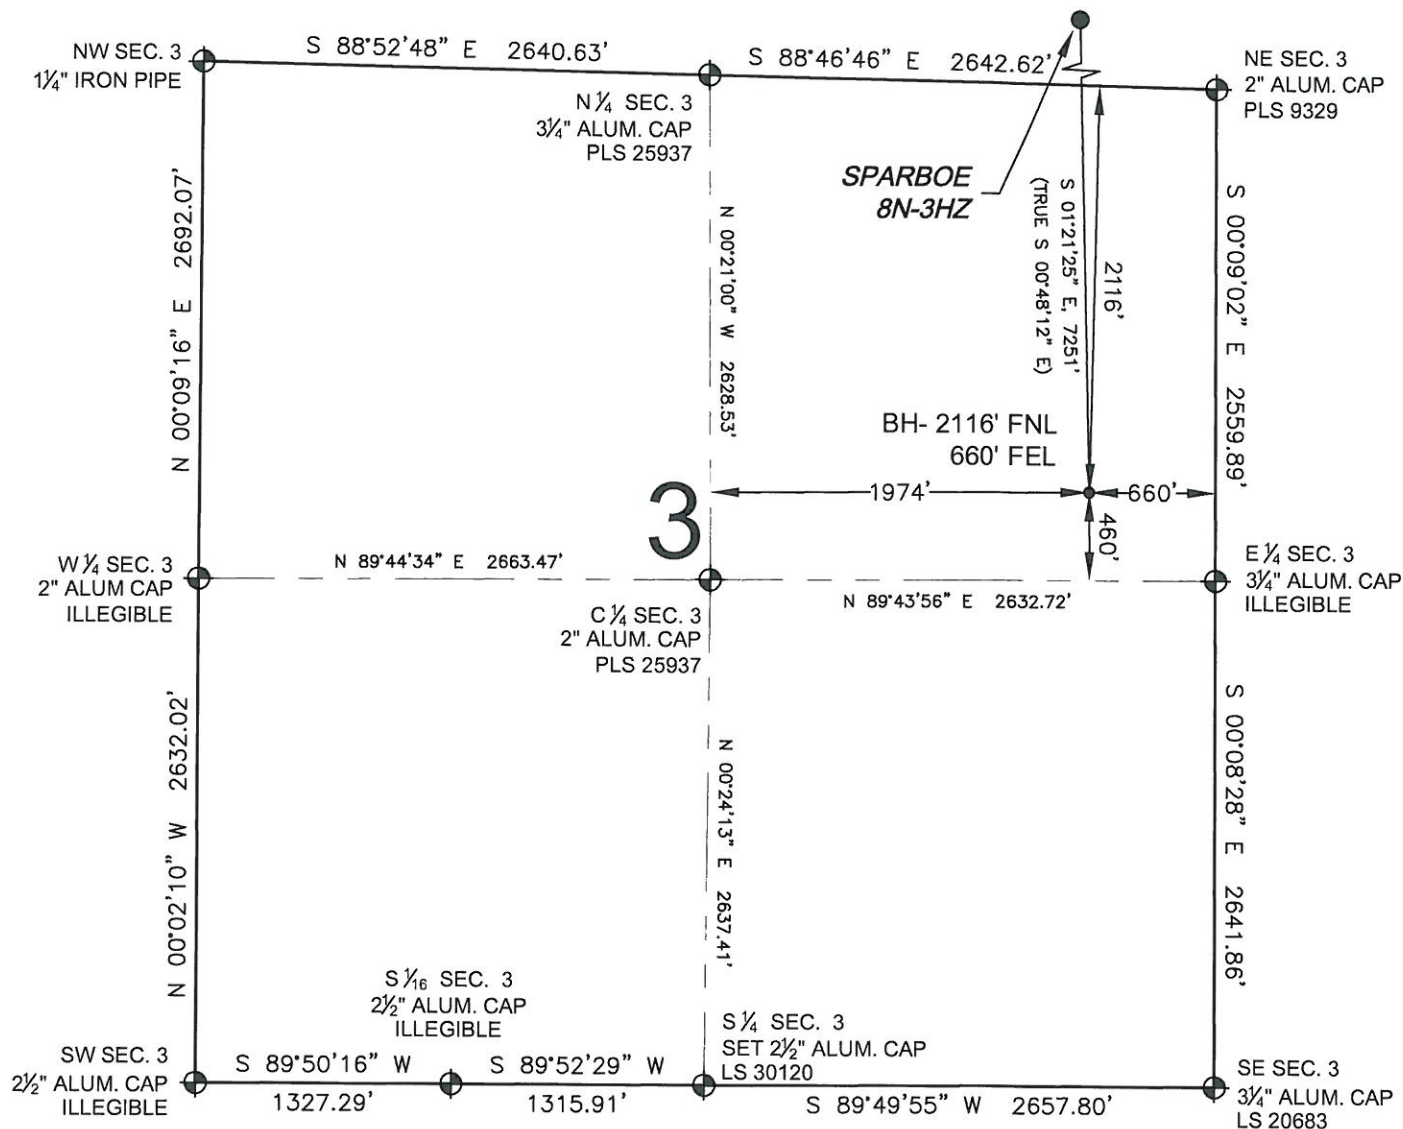 NW SEC. 3
1¼" IRON PIPE
S 88°52'48" E 2640.63'
S 88°46'46" E 2642.62'
NE SEC. 3
2" ALUM. CAP
PLS 9329
N ¼ SEC. 3
3¼" ALUM. CAP
PLS 25937
SPARBOE
8N-3HZ
S 01°21'25" E, 7251'
(TRUE S 00°48'12" E)
2116'
N 00°09'16" E 2692.07'
N 00°21'00" W 2628.53'
S 00°09'02" E 2559.89'
BH- 2116' FNL
660' FEL
1974'
660'
460'
3
W ¼ SEC. 3
2" ALUM CAP
ILLEGIBLE
N 89°44'34" E 2663.47'
C ¼ SEC. 3
2" ALUM. CAP
PLS 25937
N 89°43'56" E 2632.72'
E ¼ SEC. 3
3¼" ALUM. CAP
ILLEGIBLE
N 00°02'10" W 2632.02'
N 00°24'13" E 2637.41'
S 00°08'28" E 2641.86'
S 1⁄16 SEC. 3
2½" ALUM. CAP
ILLEGIBLE
SW SEC. 3
2½" ALUM. CAP
ILLEGIBLE
S 89°50'16" W
1327.29'
S 89°52'29" W
1315.91'
S ¼ SEC. 3
SET 2½" ALUM. CAP
LS 30120
S 89°49'55" W 2657.80'
SE SEC. 3
3¼" ALUM. CAP
LS 20683